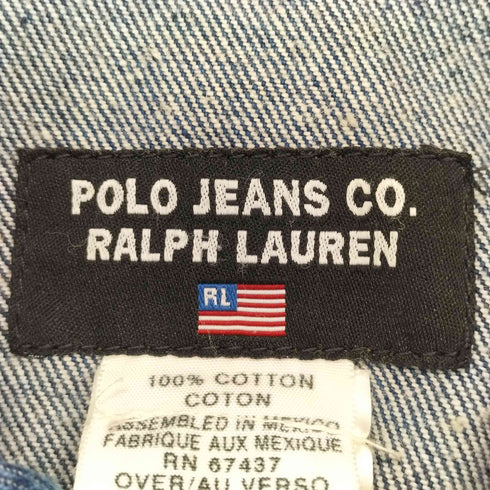 POLO JEANS CO.
RALPH LAUREN
RL
100% COTTON
COTON
ASSEMBLED IN MEXICO
FABRIQUE AUX MEXIQUE
RN 67437
OVER/AU VERSO